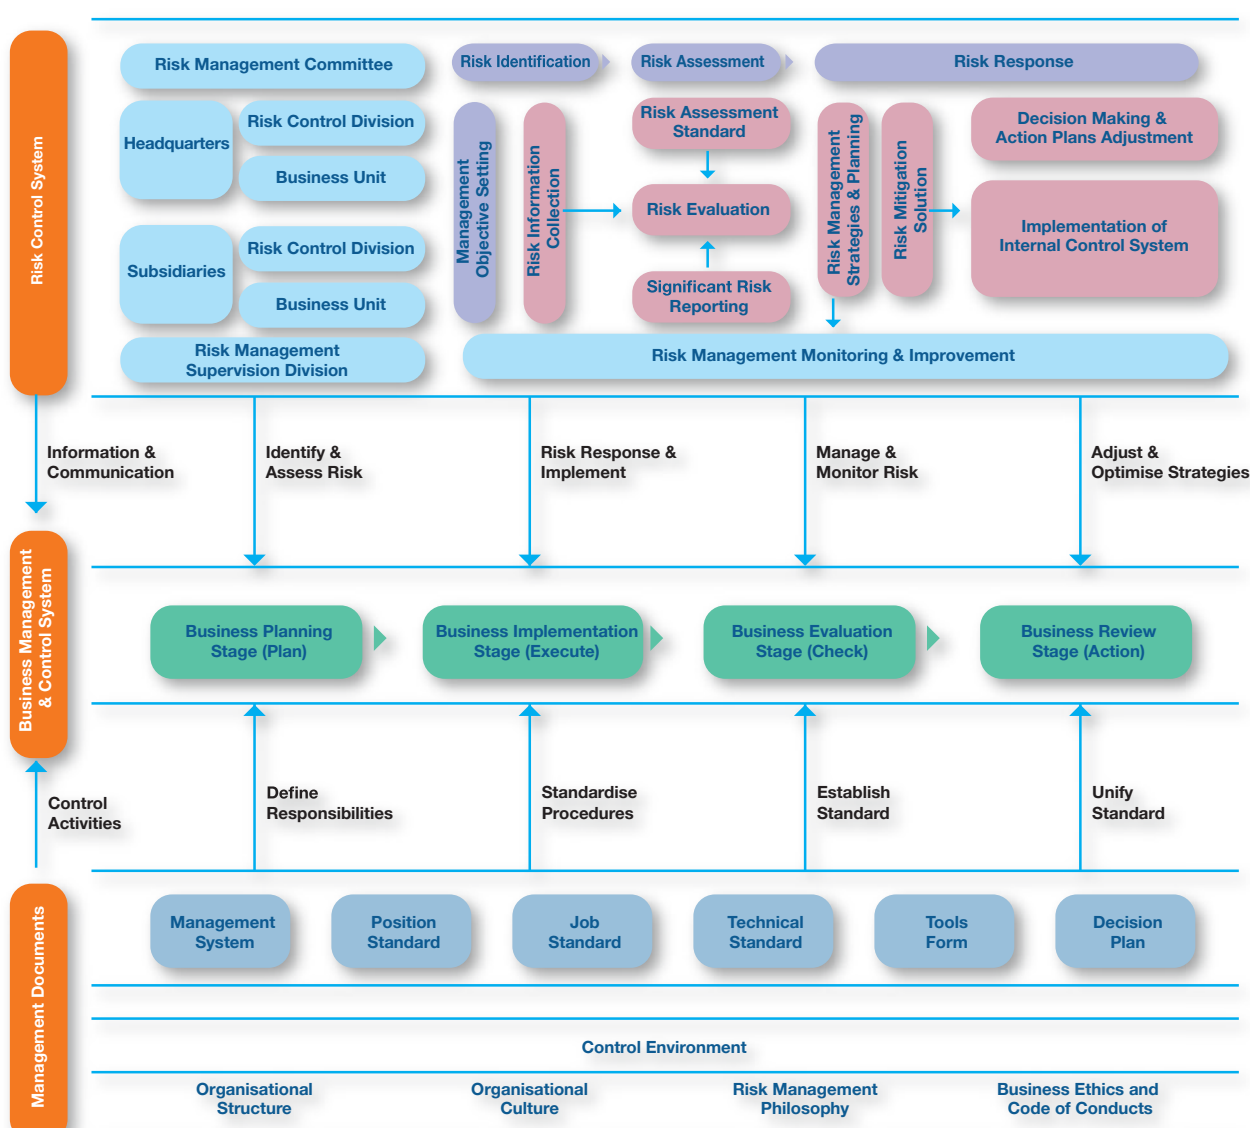 Risk Control System
Risk Management Committee
Headquarters
Risk Control Division
Business Unit
Subsidiaries
Risk Control Division
Business Unit
Risk Management
Supervision Division
Risk Identification
Risk Assessment
Risk Response
Management
Objective Setting
Risk Information
Collection
Risk Assessment
Standard
Risk Evaluation
Significant Risk
Reporting
Risk Management
Strategies & Planning
Risk Mitigation
Solution
Decision Making &
Action Plans Adjustment
Implementation of
Internal Control System
Risk Management Monitoring & Improvement
Information &
Communication
Identify &
Assess Risk
Risk Response &
Implement
Manage &
Monitor Risk
Adjust &
Optimise Strategies
Business Management
& Control System
Business Planning
Stage (Plan)
Business Implementation
Stage (Execute)
Business Evaluation
Stage (Check)
Business Review
Stage (Action)
Control
Activities
Define
Responsibilities
Standardise
Procedures
Establish
Standard
Unify
Standard
Management Documents
Management
System
Position
Standard
Job
Standard
Technical
Standard
Tools
Form
Decision
Plan
Control Environment
Organisational
Structure
Organisational
Culture
Risk Management
Philosophy
Business Ethics and
Code of Conducts